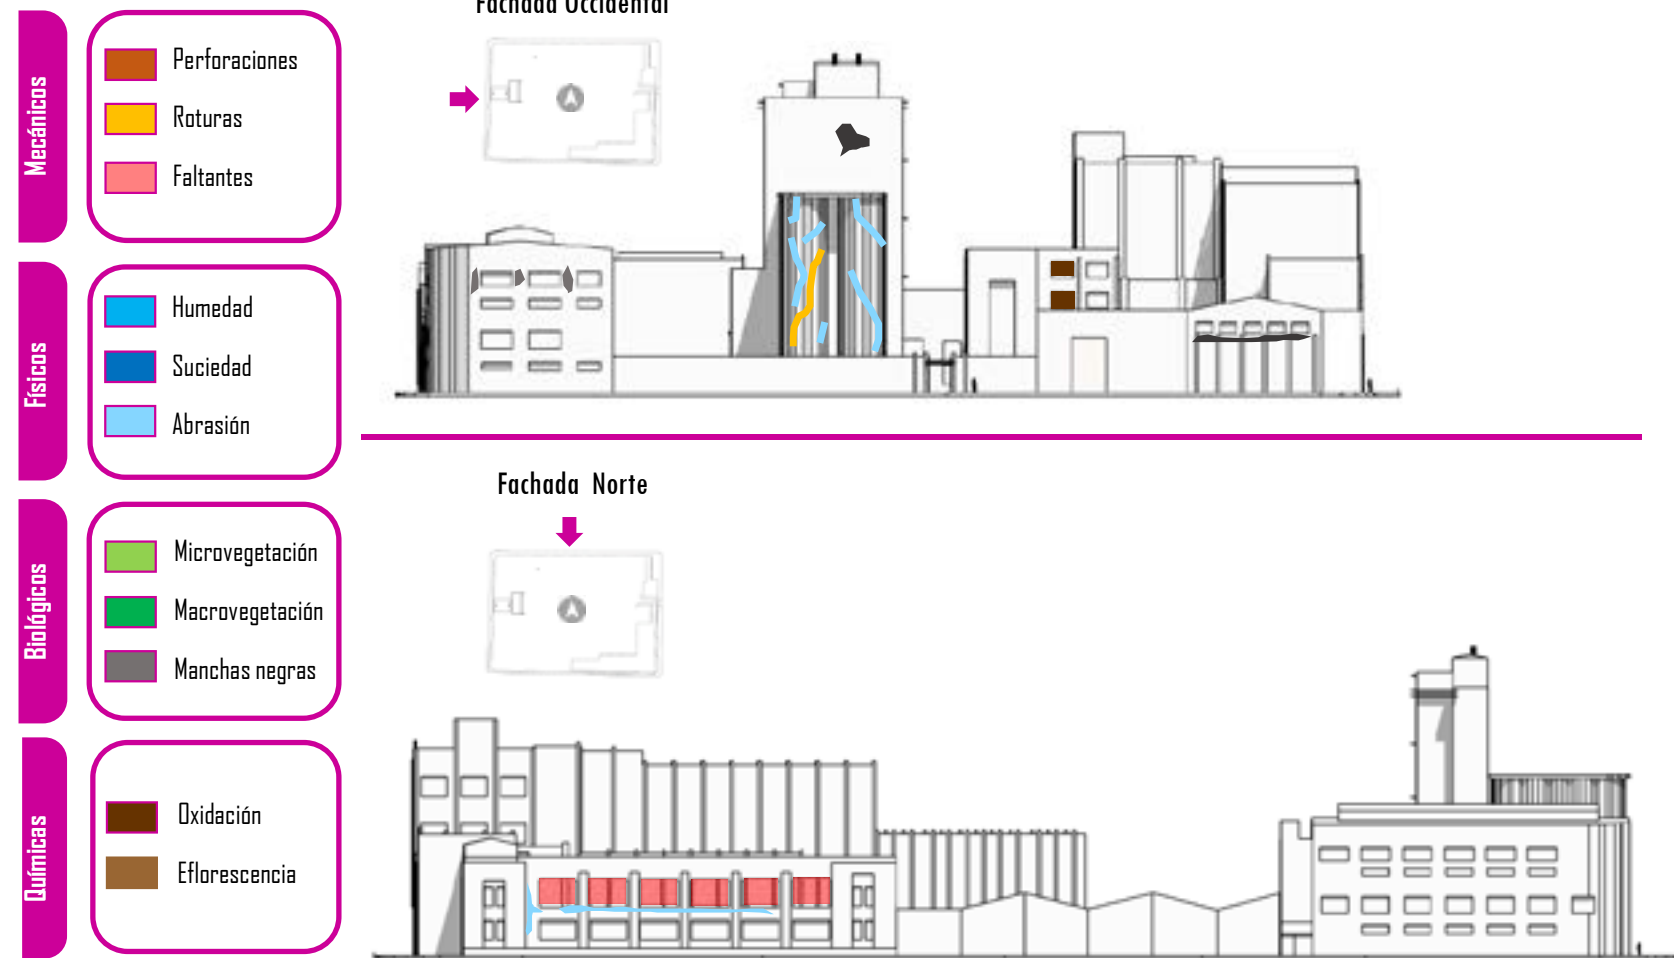 Fachada Occidental
Mecánicos
Perforaciones
Roturas
Faltantes
Físicos
Humedad
Suciedad
Abrasión
Fachada Norte
Biológicos
Microvegetación
Macrovegetación
Manchas negras
Químicas
Oxidación
Eflorescencia